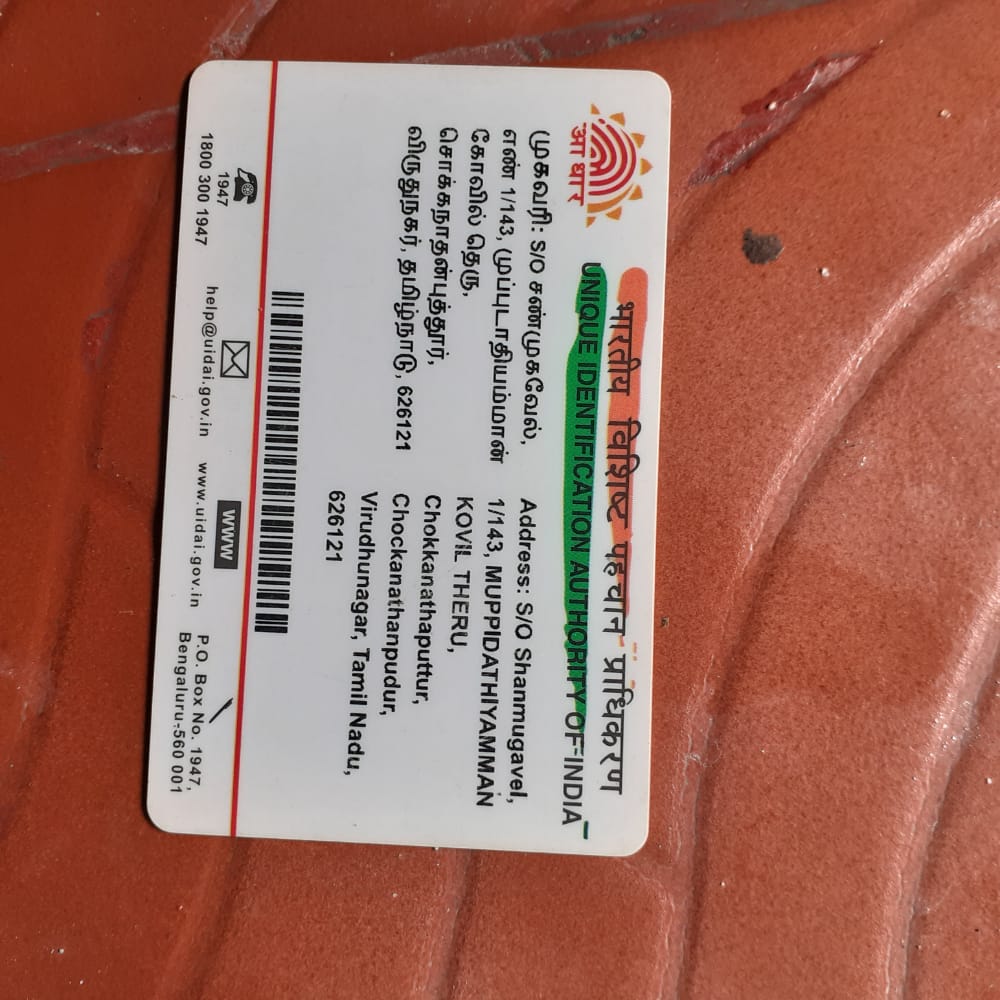 आधार
भारतीय विशिष्ट पहचान प्राधिकरण
UNIQUE IDENTIFICATION AUTHORITY OF INDIA
முகவரி: S/O சண்முகவேல்,
எண் 1/143, முப்புடாதியம்மான்
கோவில் தெரு,
சொக்கநாதன்புத்தூர்,
விருதுநகர், தமிழ்நாடு, 626121
Address: S/O Shanmugavel,
1/143, MUPPIDATHIYAMMAN
KOVIL THERU,
Chokkanathaputtur,
Chockanathanpudur,
Virudhunagar, Tamil Nadu,
626121
1947
1800 300 1947
help@uidai.gov.in
WWW
www.uidai.gov.in
P.O. Box No. 1947,
Bengaluru-560 001